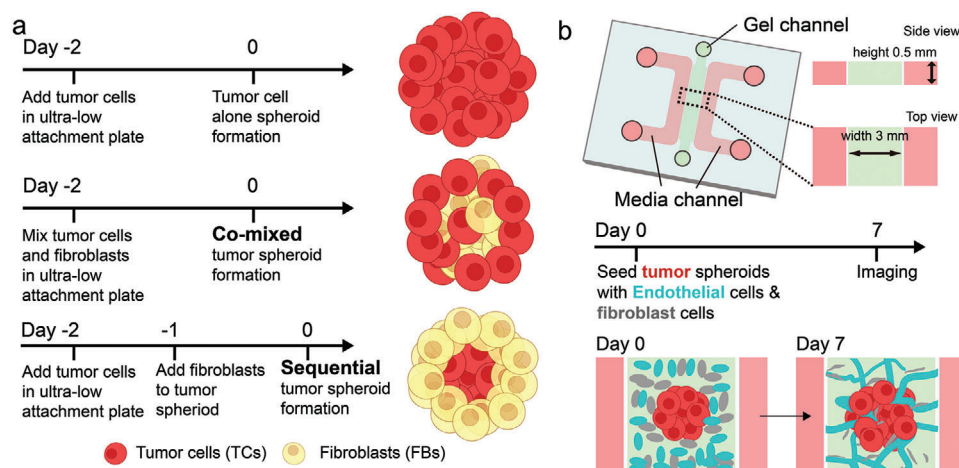 a
Day -2
0
Add tumor cells
in ultra-low
attachment plate
Tumor cell
alone spheroid
formation
Day -2
0
Mix tumor cells
and fibroblasts
in ultra-low
attachment plate
Co-mixed
tumor spheroid
formation
Day -2
-1
0
Add tumor cells
in ultra-low
attachment plate
Add fibroblasts
to tumor
spheriod
Sequential
tumor spheroid
formation
Tumor cells (TCs)
Fibroblasts (FBs)
b
Gel channel
Side view
height 0.5 mm
Top view
width 3 mm
Media channel
Day 0
7
Seed tumor spheroids
with Endothelial cells &
fibroblast cells
Imaging
Day 0
Day 7